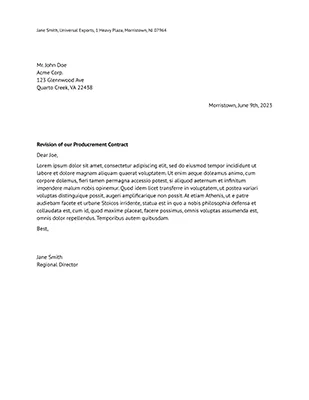 Jane Smith, Universal Exports, 1 Heavy Plaza, Morristown, NJ 07964
Mr. John Doe
Acme Corp.
123 Glennwood Ave
Quarto Creek, VA 22438
Morristown, June 9th, 2023
Revision of our Producrement Contract
Dear Joe,
Lorem ipsum dolor sit amet, consectetur adipiscing elit, sed do eiusmod tempor incididunt ut
labore et dolore magnam aliquam quaerat voluptatem. Ut enim aeque doleamus animo, cum
corpore dolemus, fieri tamen permagna accessio potest, si aliquod aeternum et infinitum
impendere malum nobis opinemur. Quod idem licet transferre in voluptatem, ut postea variari
voluptas distinguique possit, augeri amplificarique non possit. At etiam Athenis, ut e patre
audiebam facete et urbane Stoicos irridente, statua est in quo a nobis philosophia defensa et
collaudata est, cum id, quod maxime placeat, facere possimus, omnis voluptas assumenda est,
omnis dolor repellendus. Temporibus autem quibusdam.
Best,
Jane Smith
Regional Director